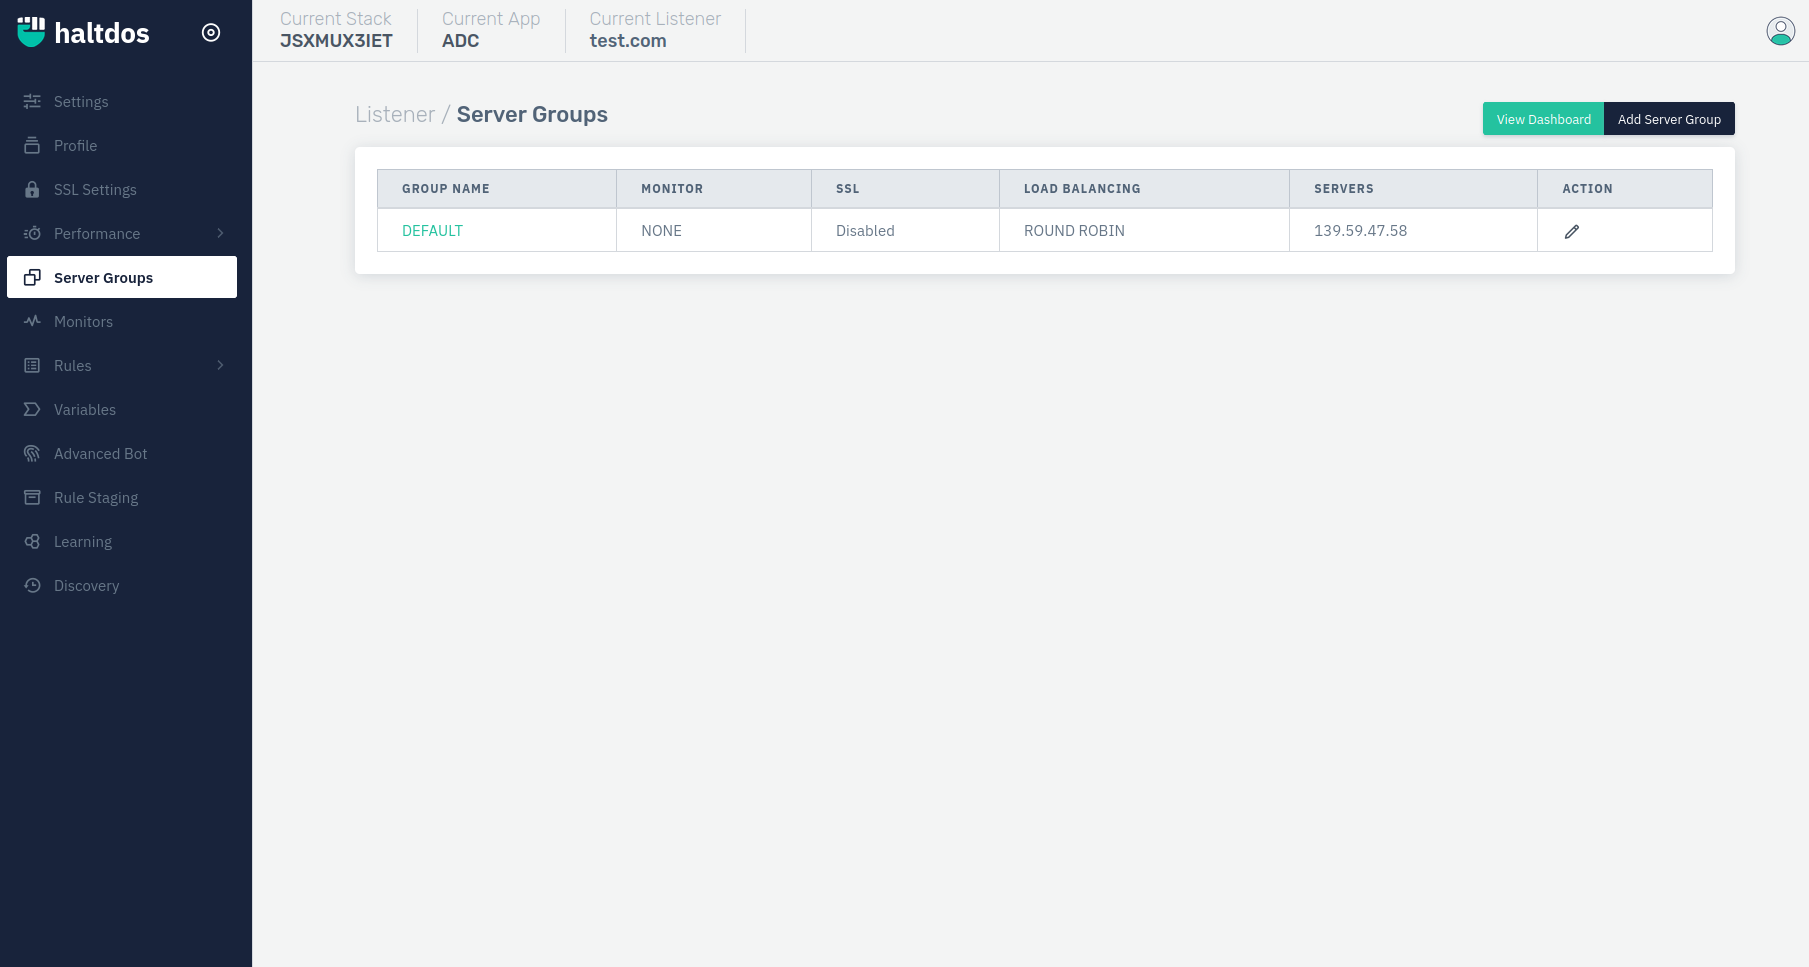 haltdos
Current Stack
JSXMUX3IET
Current App
ADC
Current Listener
test.com
Settings
Profile
SSL Settings
Performance
Server Groups
Monitors
Rules
Variables
Advanced Bot
Rule Staging
Learning
Discovery
Listener / Server Groups
View Dashboard
Add Server Group
GROUP NAME MONITOR SSL LOAD BALANCING SERVERS ACTION
DEFAULT NONE Disabled ROUND ROBIN 139.59.47.58